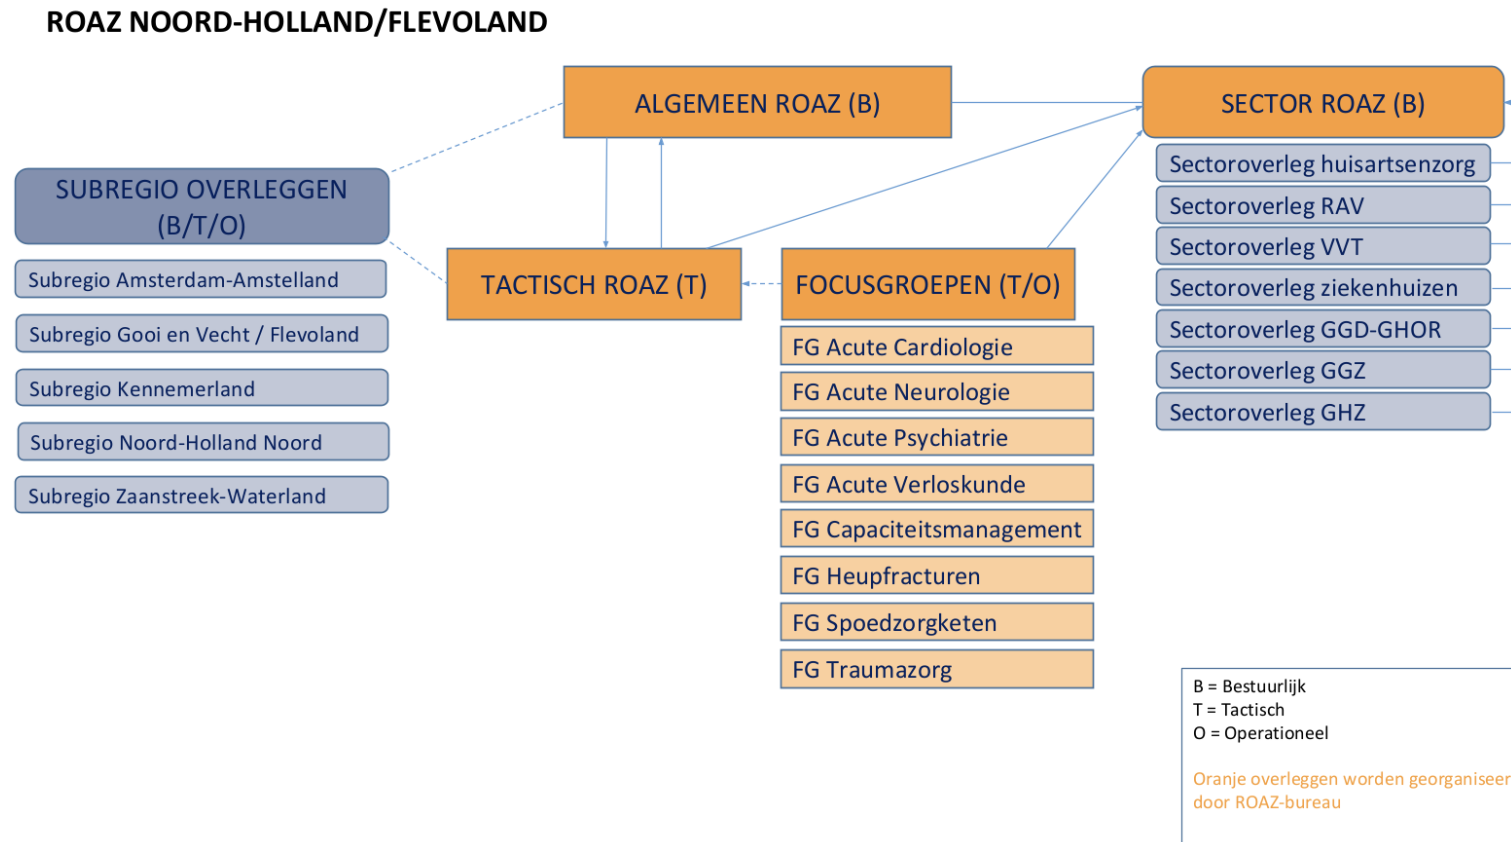 ROAZ NOORD-HOLLAND/FLEVOLAND
ALGEMEEN ROAZ (B)
SECTOR ROAZ (B)
Sectoroverleg huisartsenzorg
Sectoroverleg RAV
Sectoroverleg VVT
Sectoroverleg ziekenhuizen
Sectoroverleg GGD-GHOR
Sectoroverleg GGZ
Sectoroverleg GHZ
SUBREGIO OVERLEGGEN
(B/T/O)
Subregio Amsterdam-Amstelland
Subregio Gooi en Vecht / Flevoland
Subregio Kennemerland
Subregio Noord-Holland Noord
Subregio Zaanstreek-Waterland
TACTISCH ROAZ (T)
FOCUSGROEPEN (T/O)
FG Acute Cardiologie
FG Acute Neurologie
FG Acute Psychiatrie
FG Acute Verloskunde
FG Capaciteitsmanagement
FG Heupfracturen
FG Spoedzorgketen
FG Traumazorg
B = Bestuurlijk
T = Tactisch
O = Operationeel
Oranje overleggen worden georganiseer
door ROAZ-bureau